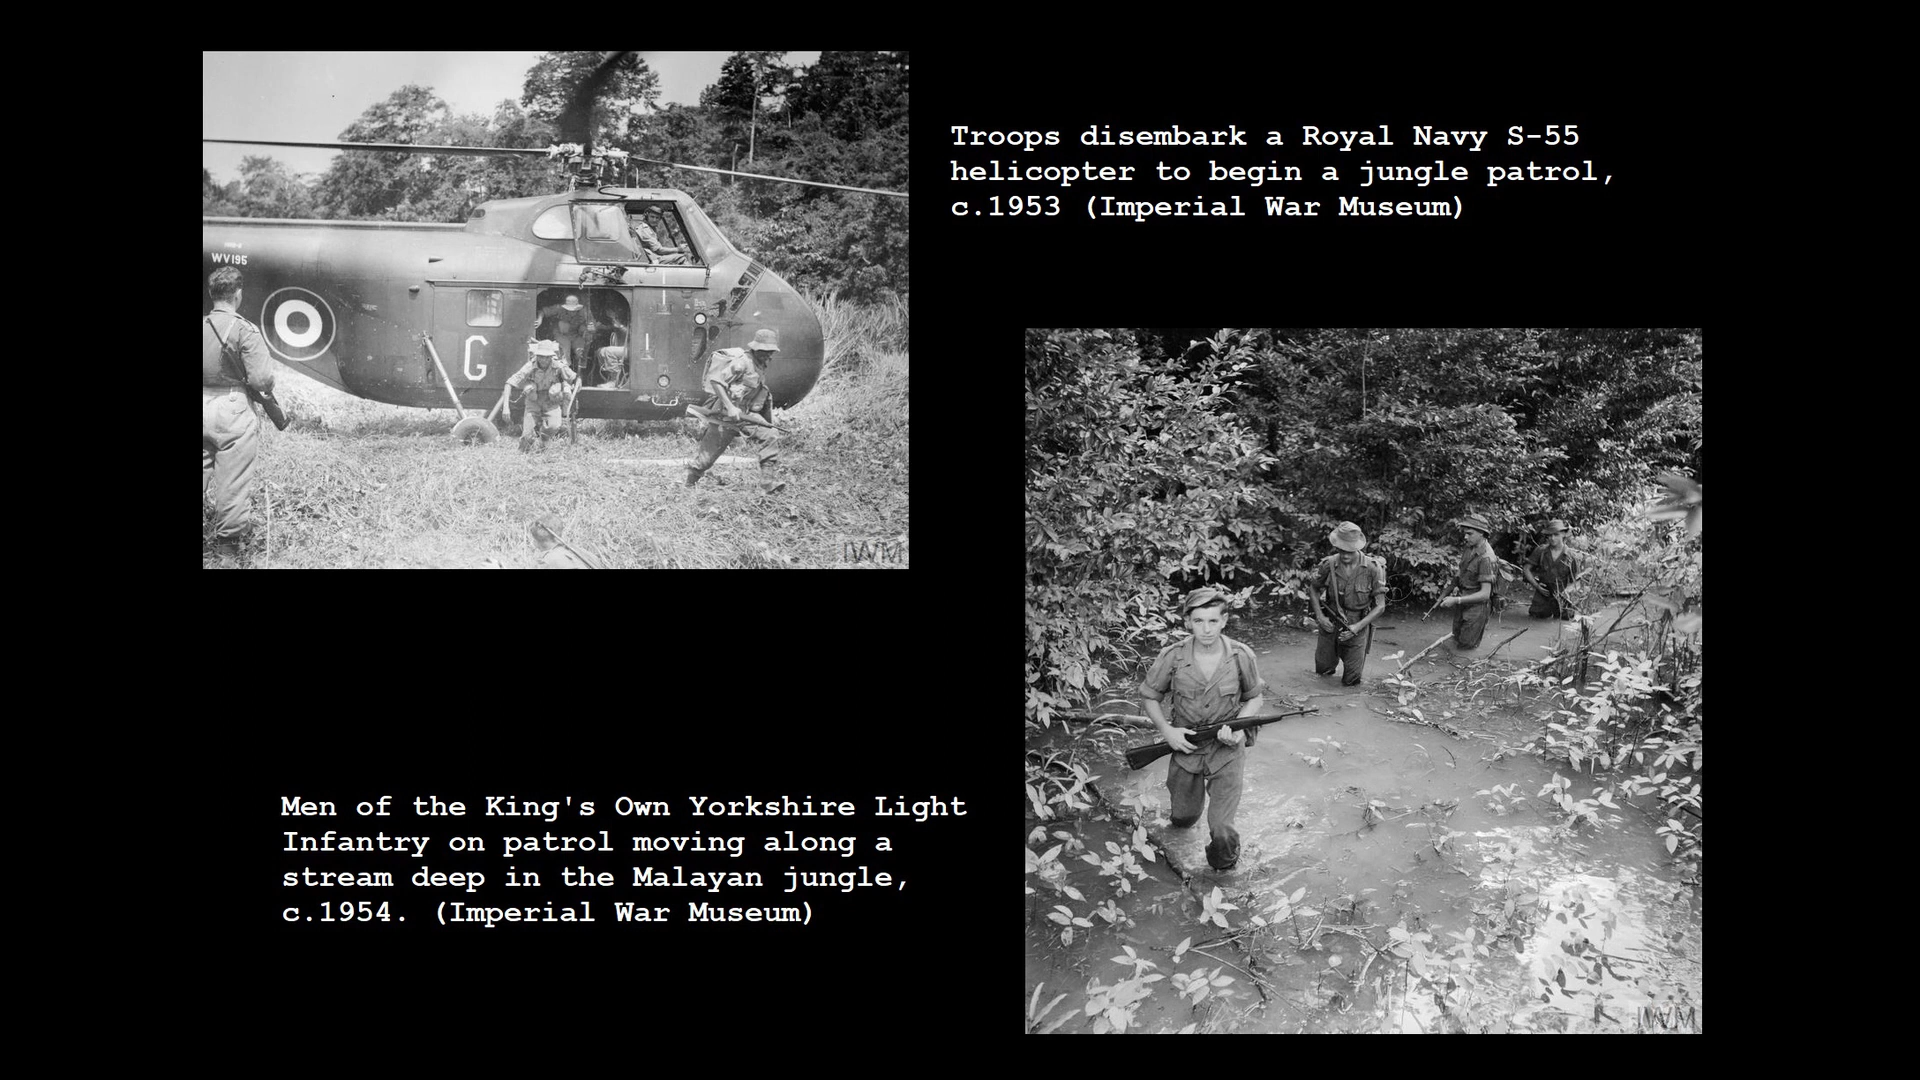 Troops disembark a Royal Navy S-55
helicopter to begin a jungle patrol,
c.1953 (Imperial War Museum)
WV195
G
IWM
Men of the King's Own Yorkshire Light
Infantry on patrol moving along a
stream deep in the Malayan jungle,
c.1954. (Imperial War Museum)
IWM